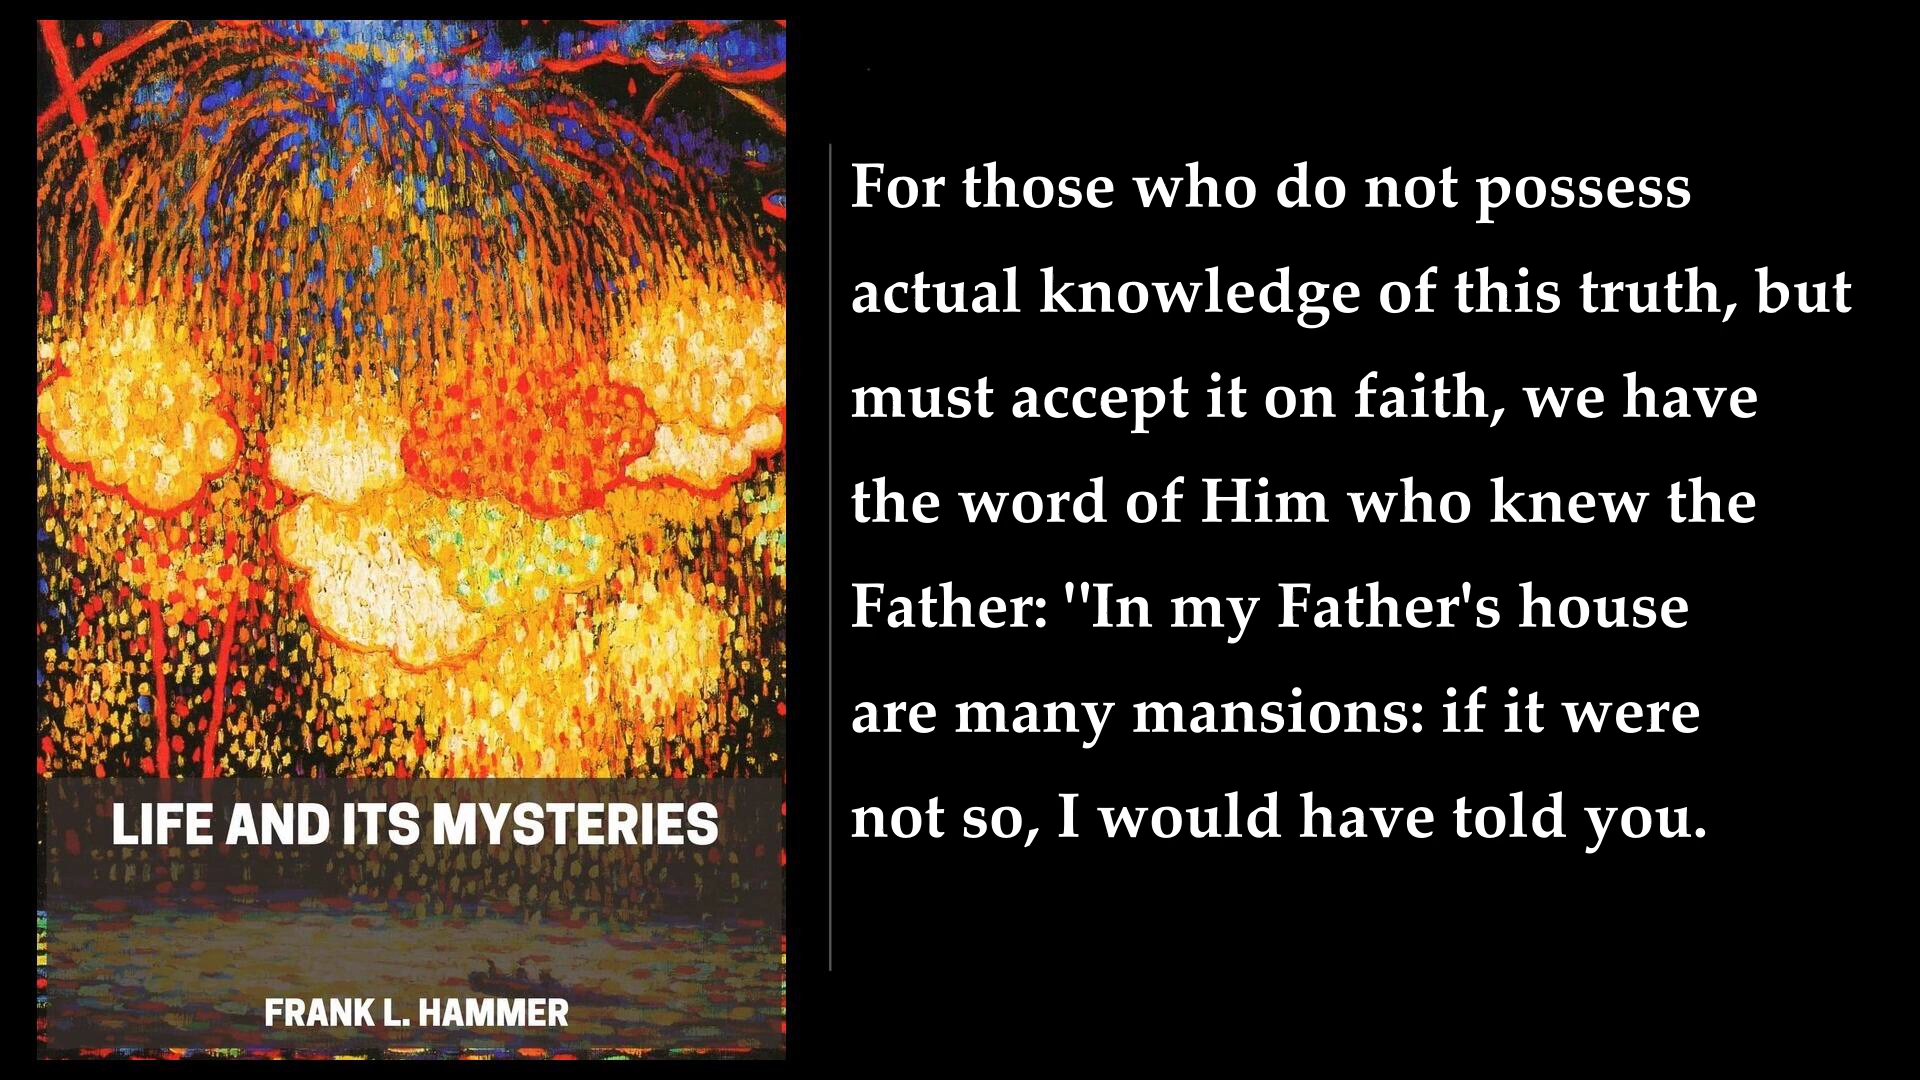 LIFE AND ITS MYSTERIES
FRANK L. HAMMER
For those who do not possess
actual knowledge of this truth, but
must accept it on faith, we have
the word of Him who knew the
Father: "In my Father's house
are many mansions: if it were
not so, I would have told you.